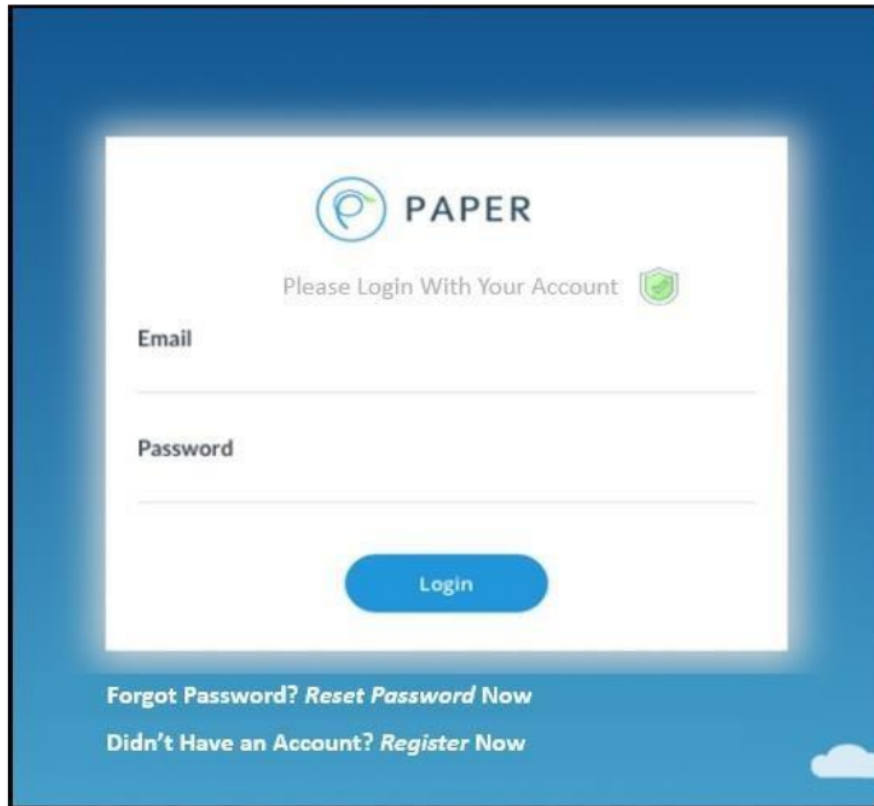 PAPER
Please Login With Your Account
Email
Password
Login
Forgot Password? Reset Password Now
Didn't Have an Account? Register Now